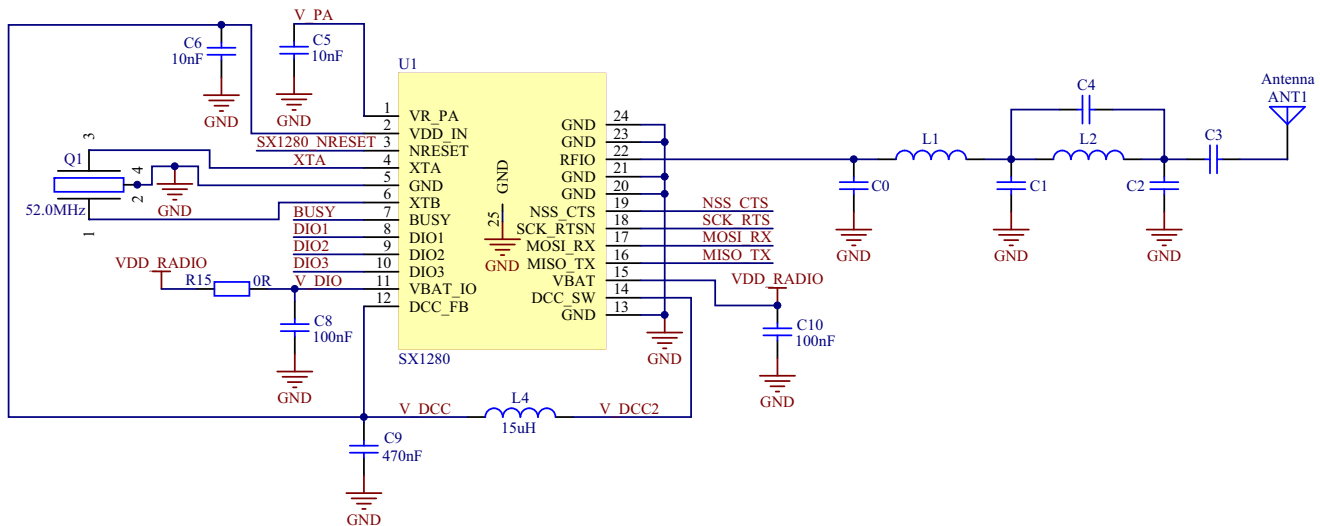 V_PA
C6
10nF
C5
10nF
GND
GND
U1
Antenna
ANT1
C4
L1
L2
C3
C0
C1
C2
GND
GND
GND
1
2
3
4
5
6
7
8
9
10
11
12
VR_PA
VDD_IN
NRESET
XTA
GND
XTB
BUSY
DIO1
DIO2
DIO3
VBAT_IO
DCC_FB
GND
25
GND
GND
GND
RFIO
GND
GND
NSS_CTS
SCK_RTSN
MOSI_RX
MISO_TX
VBAT
DCC_SW
GND
24
23
22
21
20
19
18
17
16
15
14
13
SX1280
SX1280_NRESET
XTA
3
Q1
4
2
52.0MHz
1
GND
BUSY
DIO1
DIO2
DIO3
VDD_RADIO
R15
0R
V_DIO
C8
100nF
GND
NSS_CTS
SCK_RTS
MOSI_RX
MISO_TX
VDD_RADIO
C10
100nF
GND
GND
V_DCC
L4
15uH
V_DCC2
C9
470nF
GND